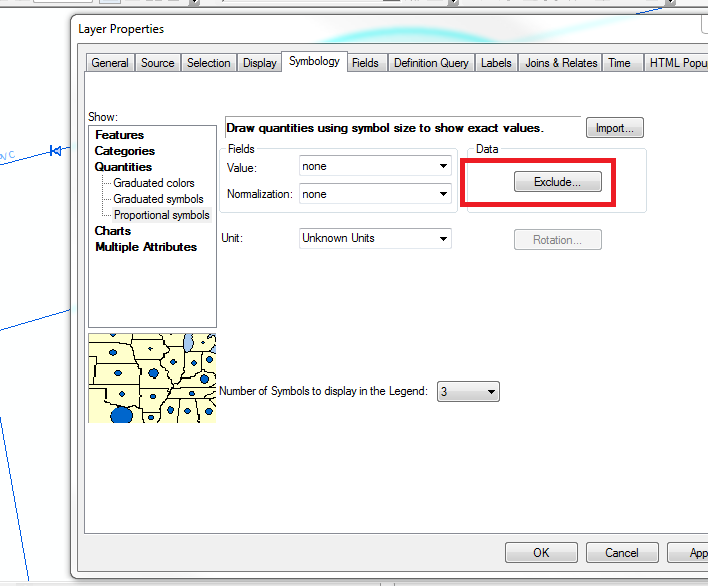 Layer Properties
General Source Selection Display Symbology Fields Definition Query Labels Joins & Relates Time HTML Popu
Show:
Features
Categories
Quantities
Graduated colors
Graduated symbols
Proportional symbols
Charts
Multiple Attributes
Draw quantities using symbol size to show exact values.
Import...
Fields
Value: none
Normalization: none
Data
Exclude...
Unit: Unknown Units
Rotation...
Number of Symbols to display in the Legend: 3
OK Cancel App